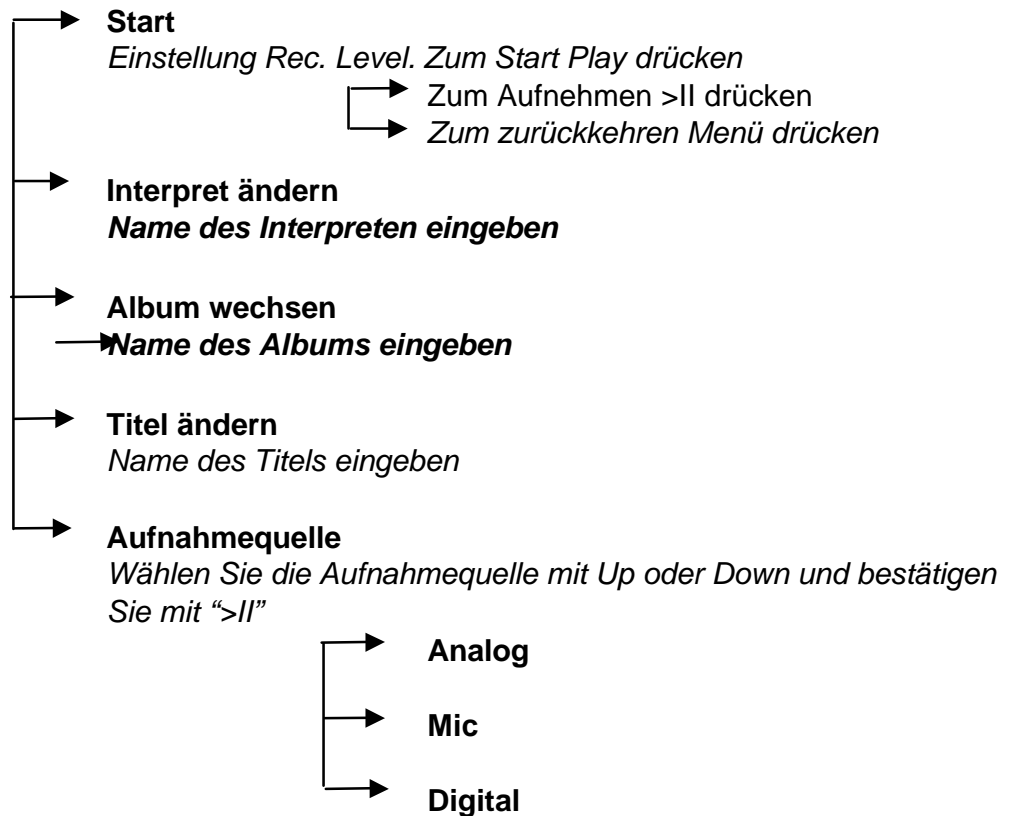 Start
Einstellung Rec. Level. Zum Start Play drücken
Zum Aufnehmen >II drücken
Zum zurückkehren Menü drücken
Interpret ändern
Name des Interpreten eingeben
Album wechsen
Name des Albums eingeben
Titel ändern
Name des Titels eingeben
Aufnahmequelle
Wählen Sie die Aufnahmequelle mit Up oder Down und bestätigen
Sie mit “>II”
Analog
Mic
Digital